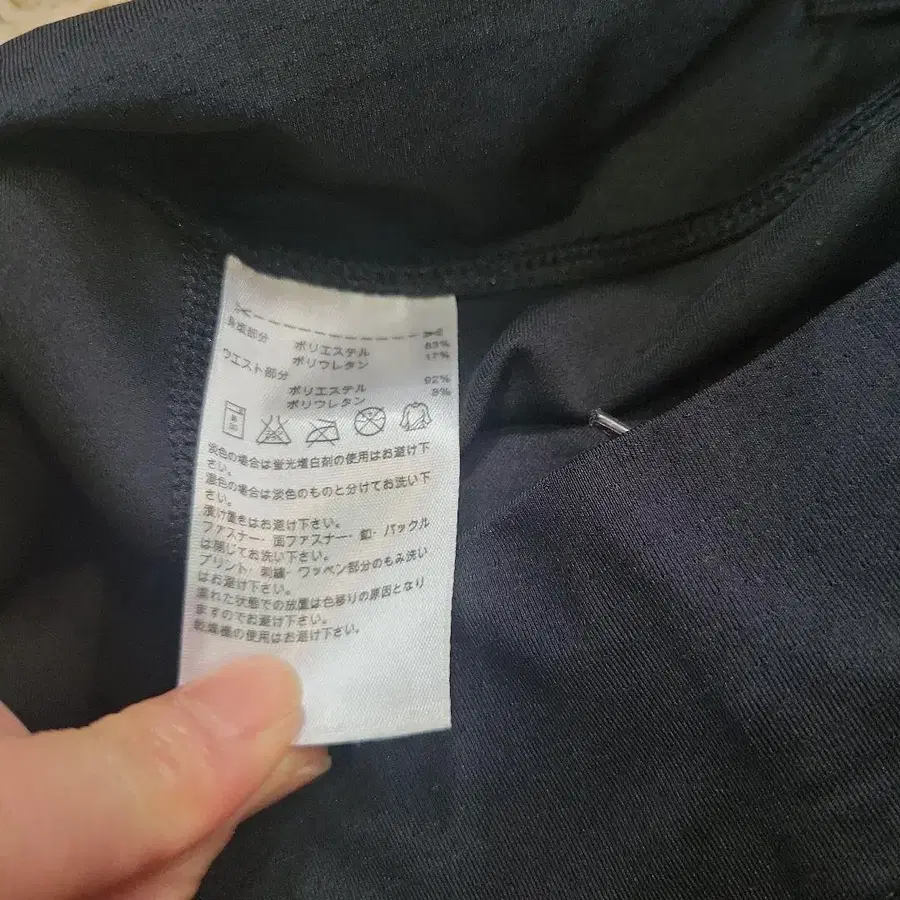 身生地部分
ポリエステル 83%
ポリウレタン 17%
ウエスト部分
ポリエステル 92%
ポリウレタン 8%
淡色の場合は蛍光増白剤の使用はお避け下
さい。
濃色の場合は淡色のものと分けてお洗い下
さい。
漬け置きはお避け下さい。
ファスナー・面ファスナー・釦・バックル
は閉じてお洗い下さい。
プリント・刺繍・ワッペン部分のもみ洗い
はお避け下さい。
濡れた状態での放置は色移りの原因となり
ますのでお避け下さい。
乾燥機の使用はお避け下さい。